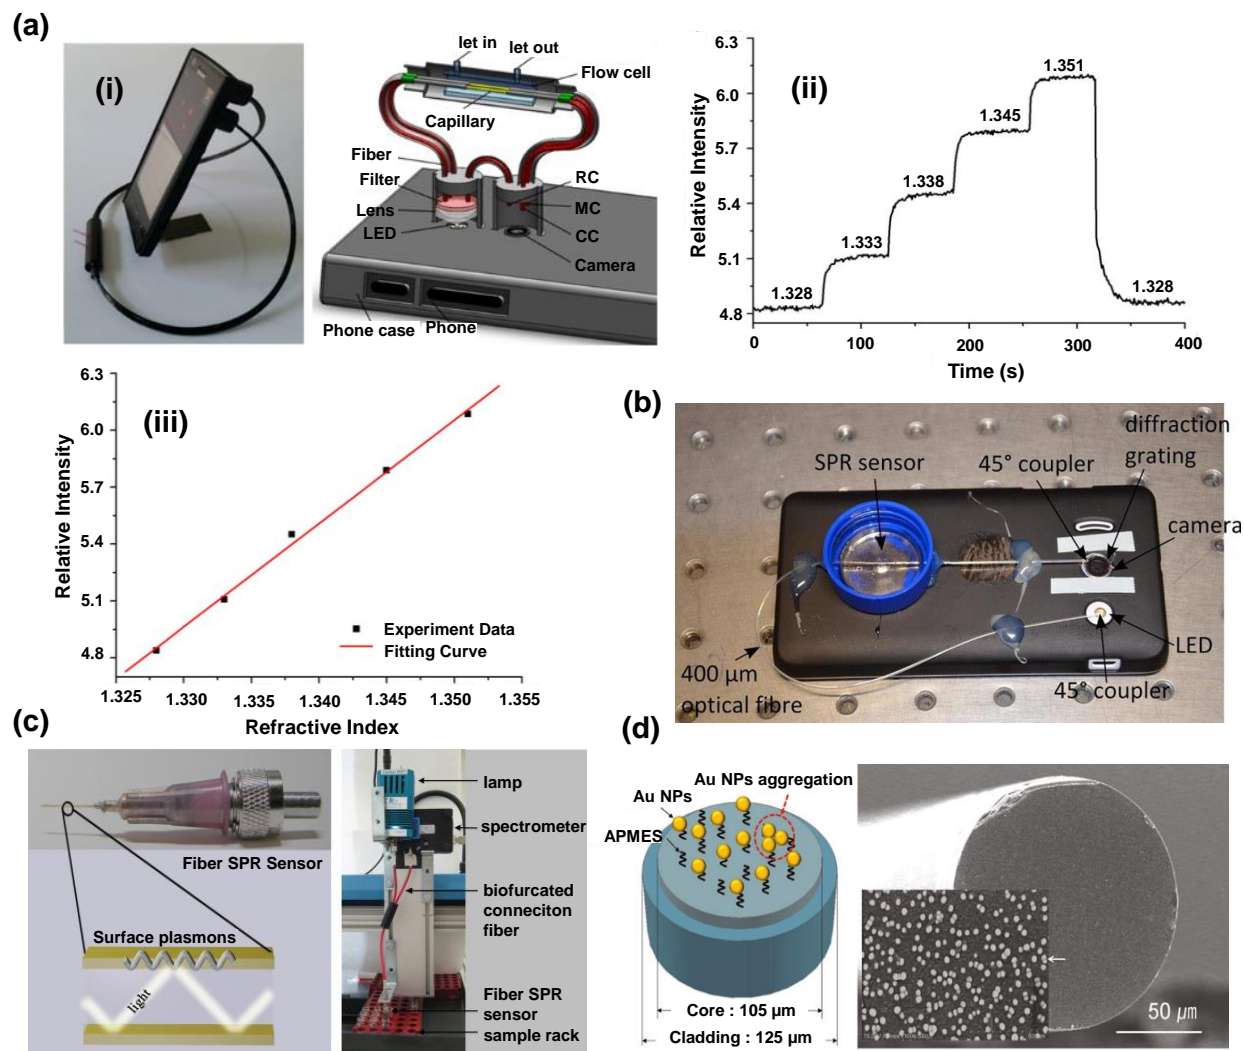 (a)
(i)
let in
let out
Flow cell
Capillary
Fiber
Filter
Lens
LED
RC
MC
CC
Camera
Phone case
Phone
(ii)
Relative Intensity
6.3
6.0
5.7
5.4
5.1
4.8
1.328
1.333
1.338
1.345
1.351
1.328
0
100
200
300
400
Time (s)
(iii)
Relative Intensity
6.3
6.0
5.7
5.4
5.1
4.8
Experiment Data
Fitting Curve
1.325
1.330
1.335
1.340
1.345
1.350
1.355
Refractive Index
(b)
SPR sensor
45° coupler
diffraction
grating
camera
LED
45° coupler
400 µm
optical fibre
(c)
Fiber SPR Sensor
Surface plasmons
light
lamp
spectrometer
biofurcated
conneciton
fiber
Fiber SPR
sensor
sample rack
(d)
Au NPs aggregation
Au NPs
APMES
Core : 105 µm
Cladding : 125 µm
50 µm